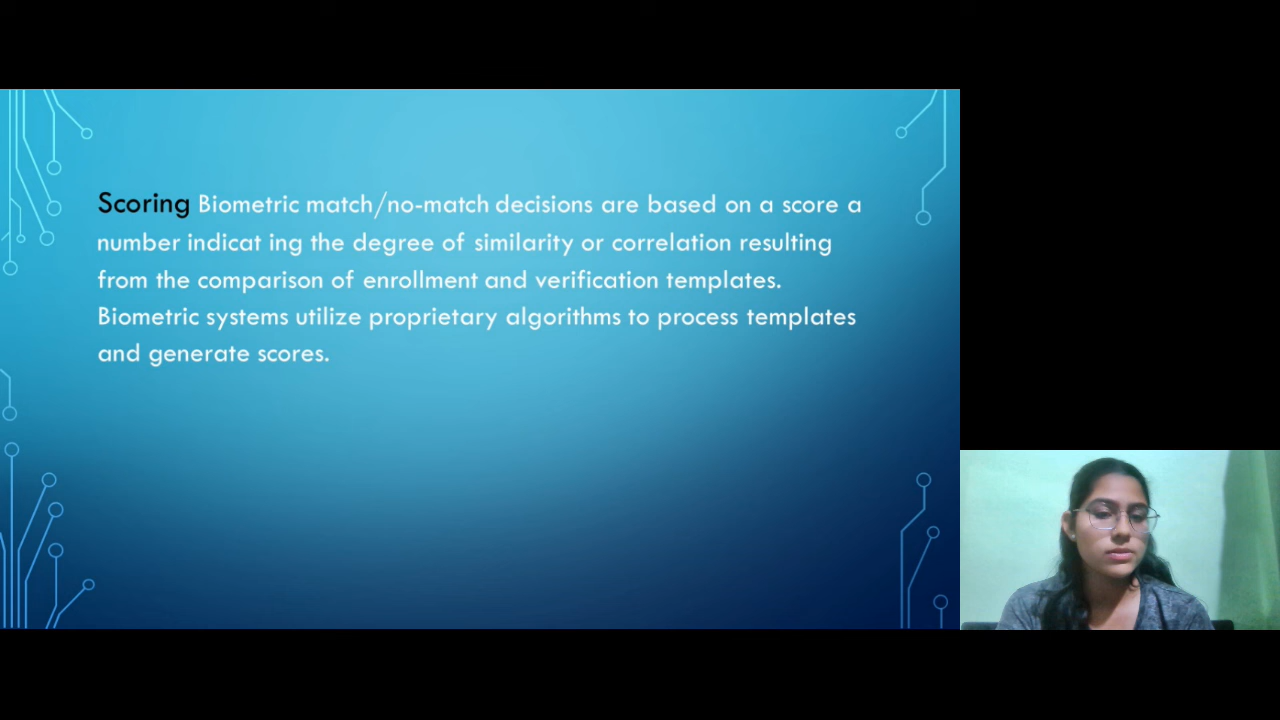 Scoring Biometric match/no-match decisions are based on a score a
number indicat ing the degree of similarity or correlation resulting
from the comparison of enrollment and verification templates.
Biometric systems utilize proprietary algorithms to process templates
and generate scores.